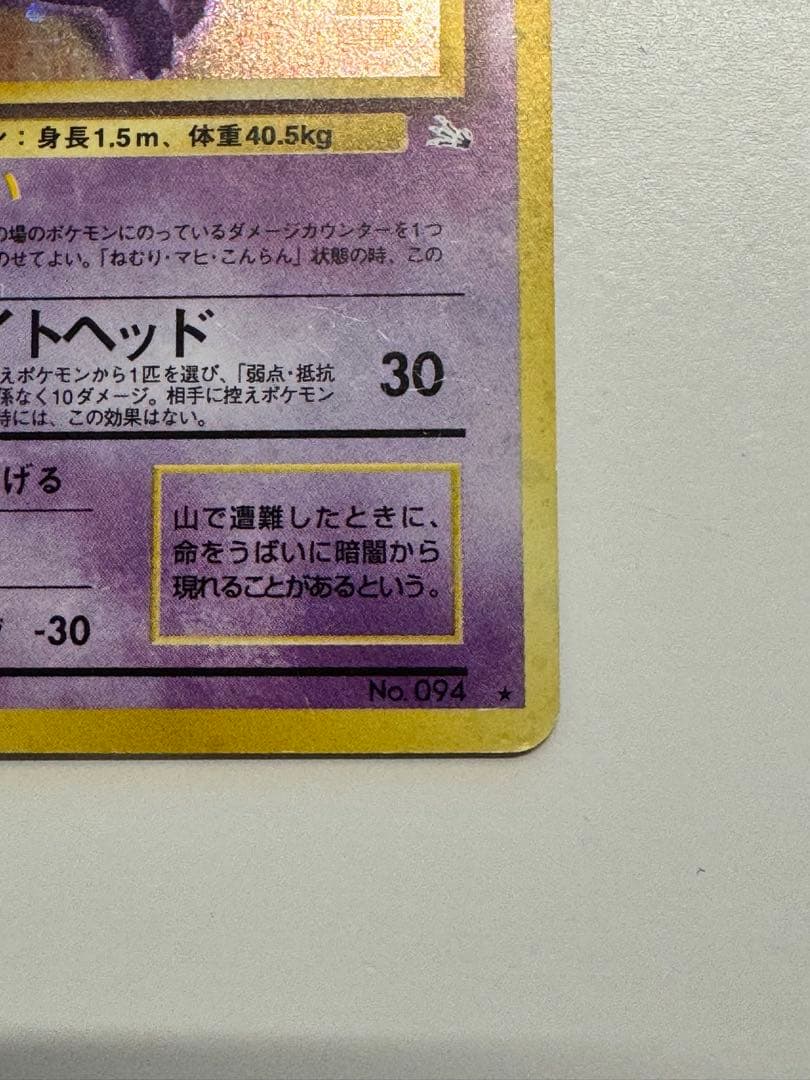 ：身長1.5m、体重40.5kg
の場のポケモンにのっているダメージカウンターを1つ
のせてよい。「ねむり・マヒ・こんらん」状態の時、この
イトヘッド
30
えポケモンから1匹を選び、「弱点・抵抗
係なく10ダメージ。相手に控えポケモン
時には、この効果はない。
げる
山で遭難したときに、
命をうばいに暗闇から
現れることがあるという。
-30
No. 094 ★